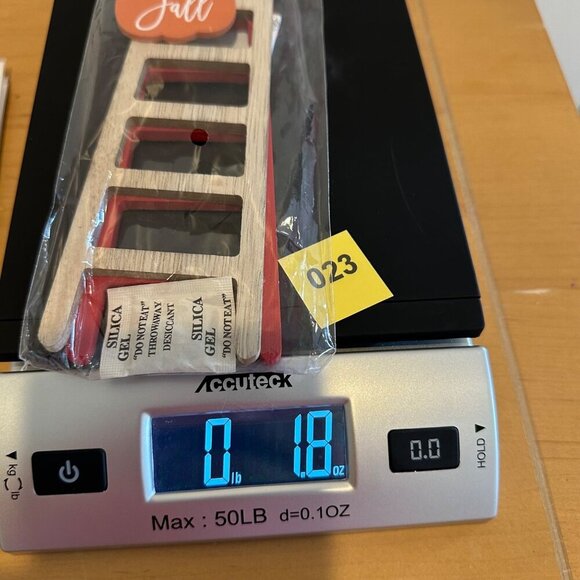 Fall
023
SILICA
GEL
"DO NOT EAT"
THROWAWAY
DESICCANT
SILICA
GEL
"DO NOT EAT"
Accuteck
0 lb 1.8 oz
0.0
HOLD
kg
lb
Max : 50LB d=0.1OZ